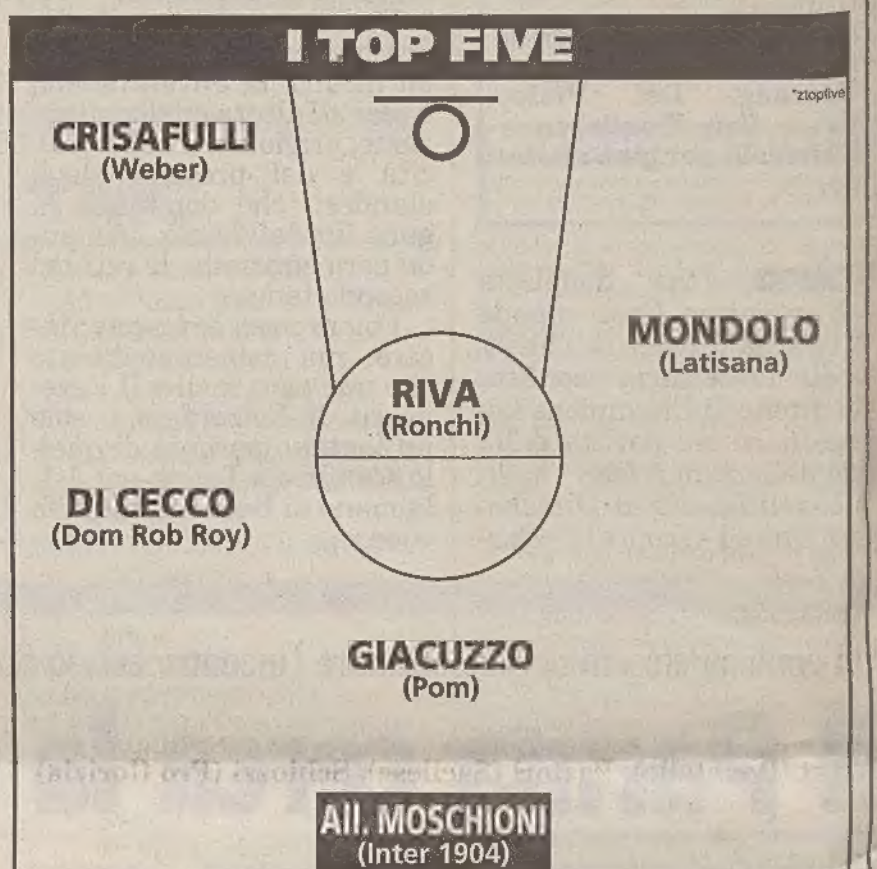 I TOP FIVE
*ztopfive
CRISAFULLI
(Weber)
MONDOLO
(Latisana)
RIVA
(Ronchi)
DI CECCO
(Dom Rob Roy)
GIACUZZO
(Pom)
All. MOSCHIONI
(Inter 1904)